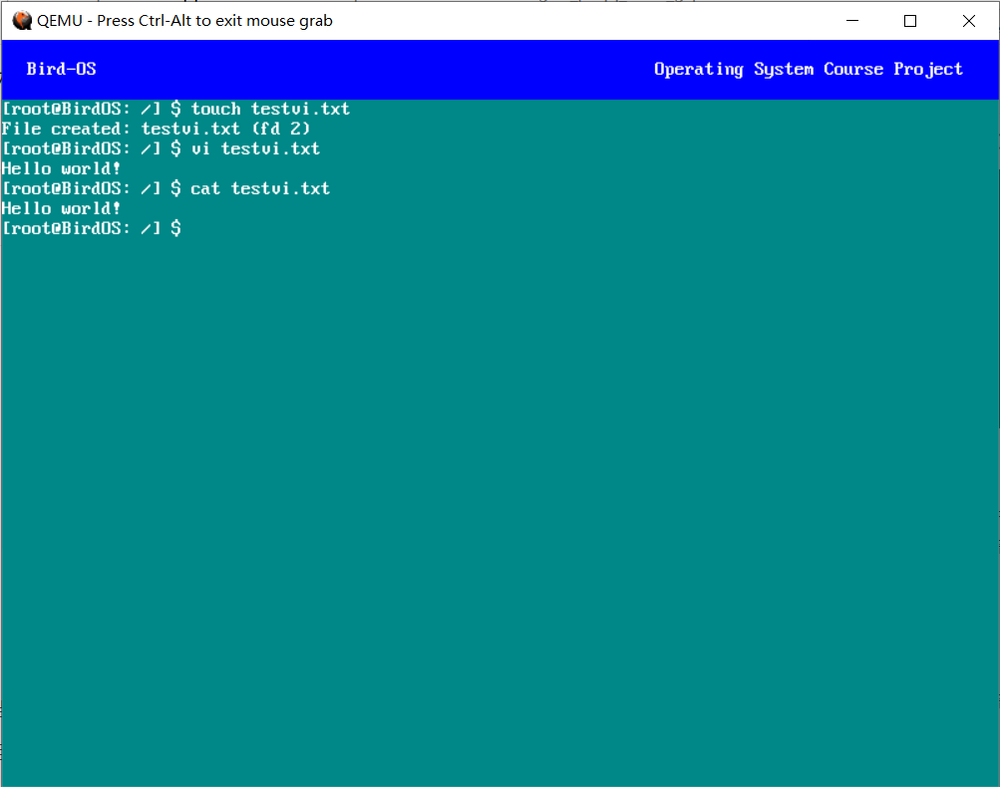 QEMU - Press Ctrl-Alt to exit mouse grab
Bird-OS
Operating System Course Project
[root@BirdOS: /] $ touch testvi.txt
File created: testvi.txt (fd 2)
[root@BirdOS: /] $ vi testvi.txt
Hello world!
[root@BirdOS: /] $ cat testvi.txt
Hello world!
[root@BirdOS: /] $